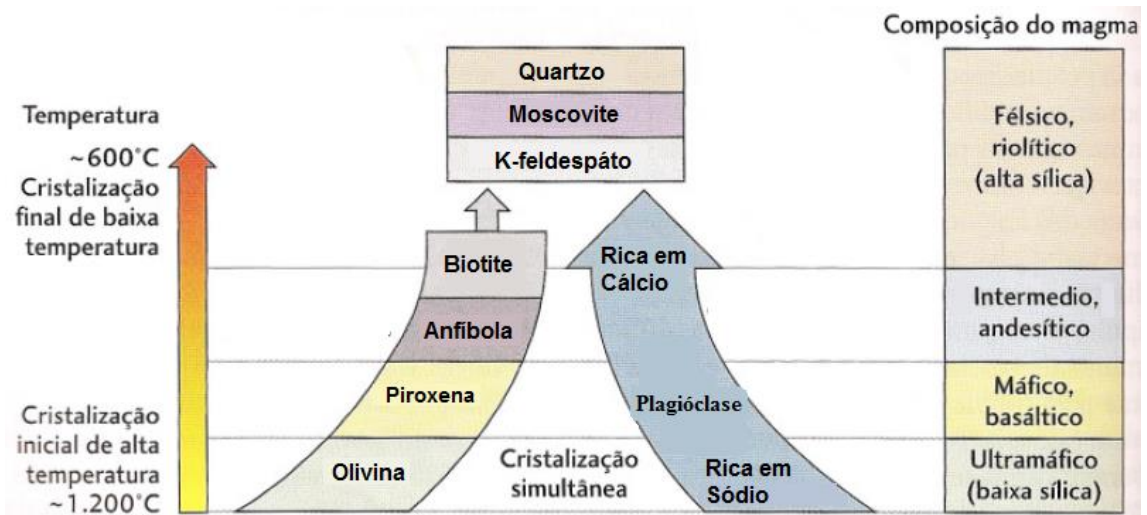 Composição do magma
Quartzo
Moscovite
K-feldespáto
Temperatura
~600°C
Cristalização
final de baixa
temperatura
Félsico,
riolítico
(alta sílica)
Biotite
Rica em
Cálcio
Anfíbola
Intermedio,
andesítico
Piroxena
Plagióclase
Máfico,
basáltico
Cristalização
inicial de alta
temperatura
~1.200°C
Olivina
Cristalização
simultânea
Rica em
Sódio
Ultramáfico
(baixa sílica)